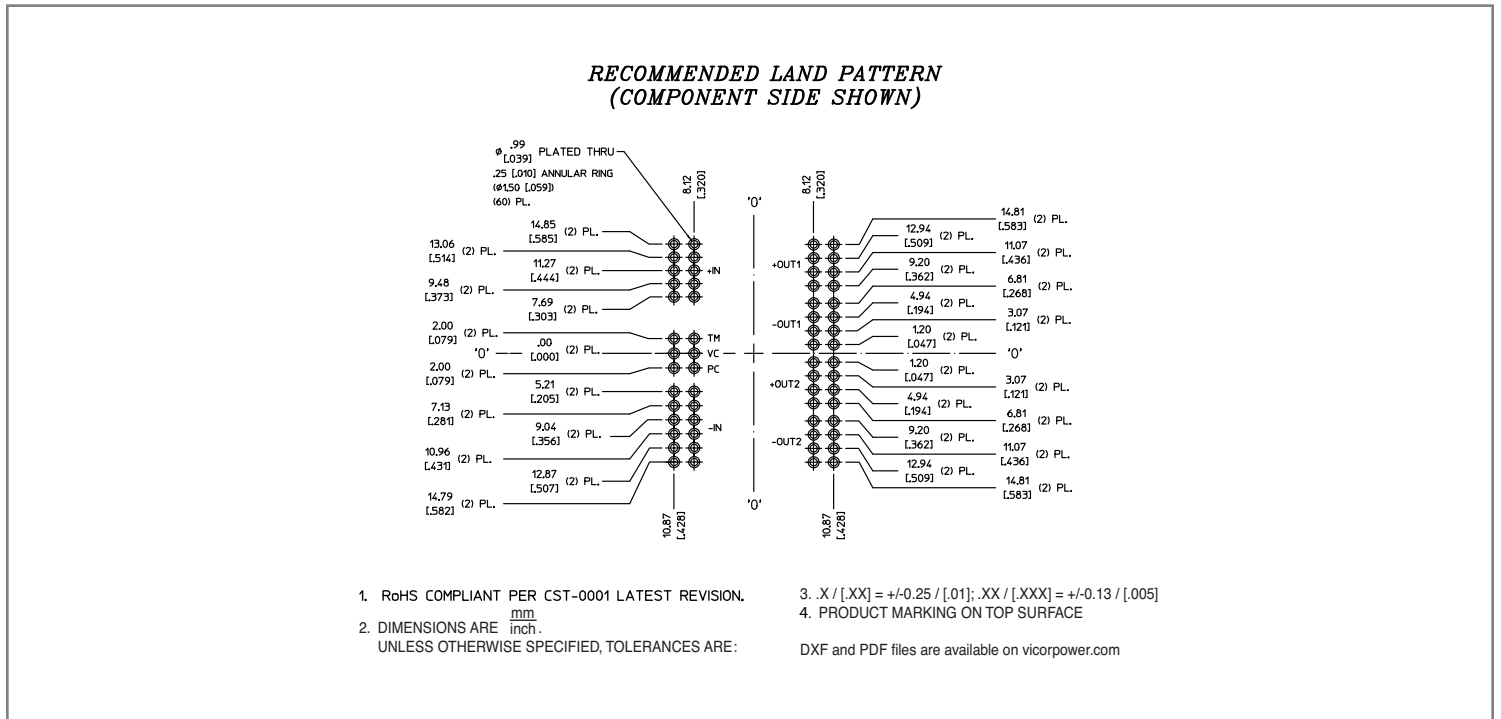 RECOMMENDED LAND PATTERN
(COMPONENT SIDE SHOWN)
ø .99 [.039] PLATED THRU
.25 [.010] ANNULAR RING
(ø1.50 [.059])
(60) PL.
8.12
[.320]
'0'
8.12
[.320]
14.85
[.585] (2) PL.
13.06
[.514] (2) PL.
11.27
[.444] (2) PL.
9.48
[.373] (2) PL.
7.69
[.303] (2) PL.
2.00
[.079] (2) PL.
'0'
.00
[.000] (2) PL.
2.00
[.079] (2) PL.
5.21
[.205] (2) PL.
7.13
[.281] (2) PL.
9.04
[.356] (2) PL.
10.96
[.431] (2) PL.
12.87
[.507] (2) PL.
14.79
[.582] (2) PL.
+IN
TM
VC
PC
-IN
10.87
[.428]
'0'
10.87
[.428]
+OUT1
-OUT1
+OUT2
-OUT2
14.81
[.583] (2) PL.
12.94
[.509] (2) PL.
11.07
[.436] (2) PL.
9.20
[.362] (2) PL.
6.81
[.268] (2) PL.
4.94
[.194] (2) PL.
3.07
[.121] (2) PL.
1.20
[.047] (2) PL.
'0'
1.20
[.047] (2) PL.
3.07
[.121] (2) PL.
4.94
[.194] (2) PL.
6.81
[.268] (2) PL.
9.20
[.362] (2) PL.
11.07
[.436] (2) PL.
12.94
[.509] (2) PL.
14.81
[.583] (2) PL.
1. RoHS COMPLIANT PER CST-0001 LATEST REVISION.
2. DIMENSIONS ARE mm
inch.
UNLESS OTHERWISE SPECIFIED, TOLERANCES ARE:
3. .X / [.XX] = +/-0.25 / [.01]; .XX / [.XXX] = +/-0.13 / [.005]
4. PRODUCT MARKING ON TOP SURFACE
DXF and PDF files are available on vicorpower.com